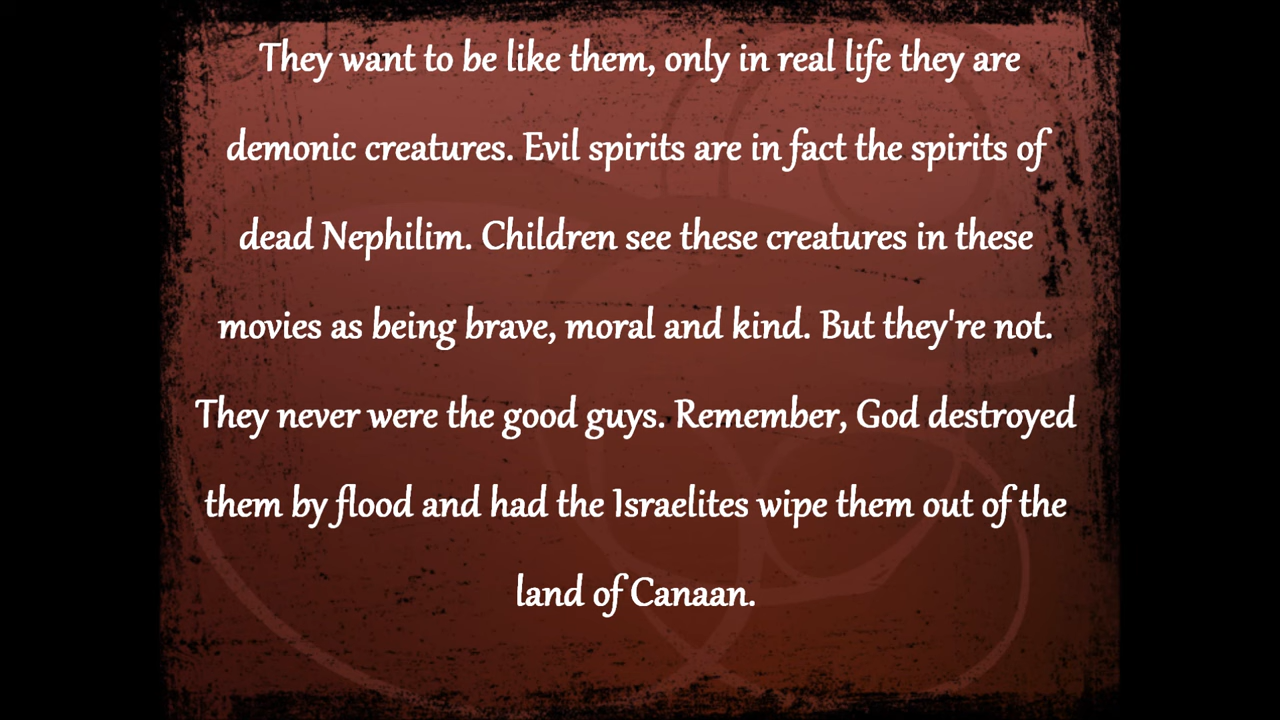 They want to be like them, only in real life they are
demonic creatures. Evil spirits are in fact the spirits of
dead Nephilim. Children see these creatures in these
movies as being brave, moral and kind. But they're not.
They never were the good guys. Remember, God destroyed
them by flood and had the Israelites wipe them out of the
land of Canaan.